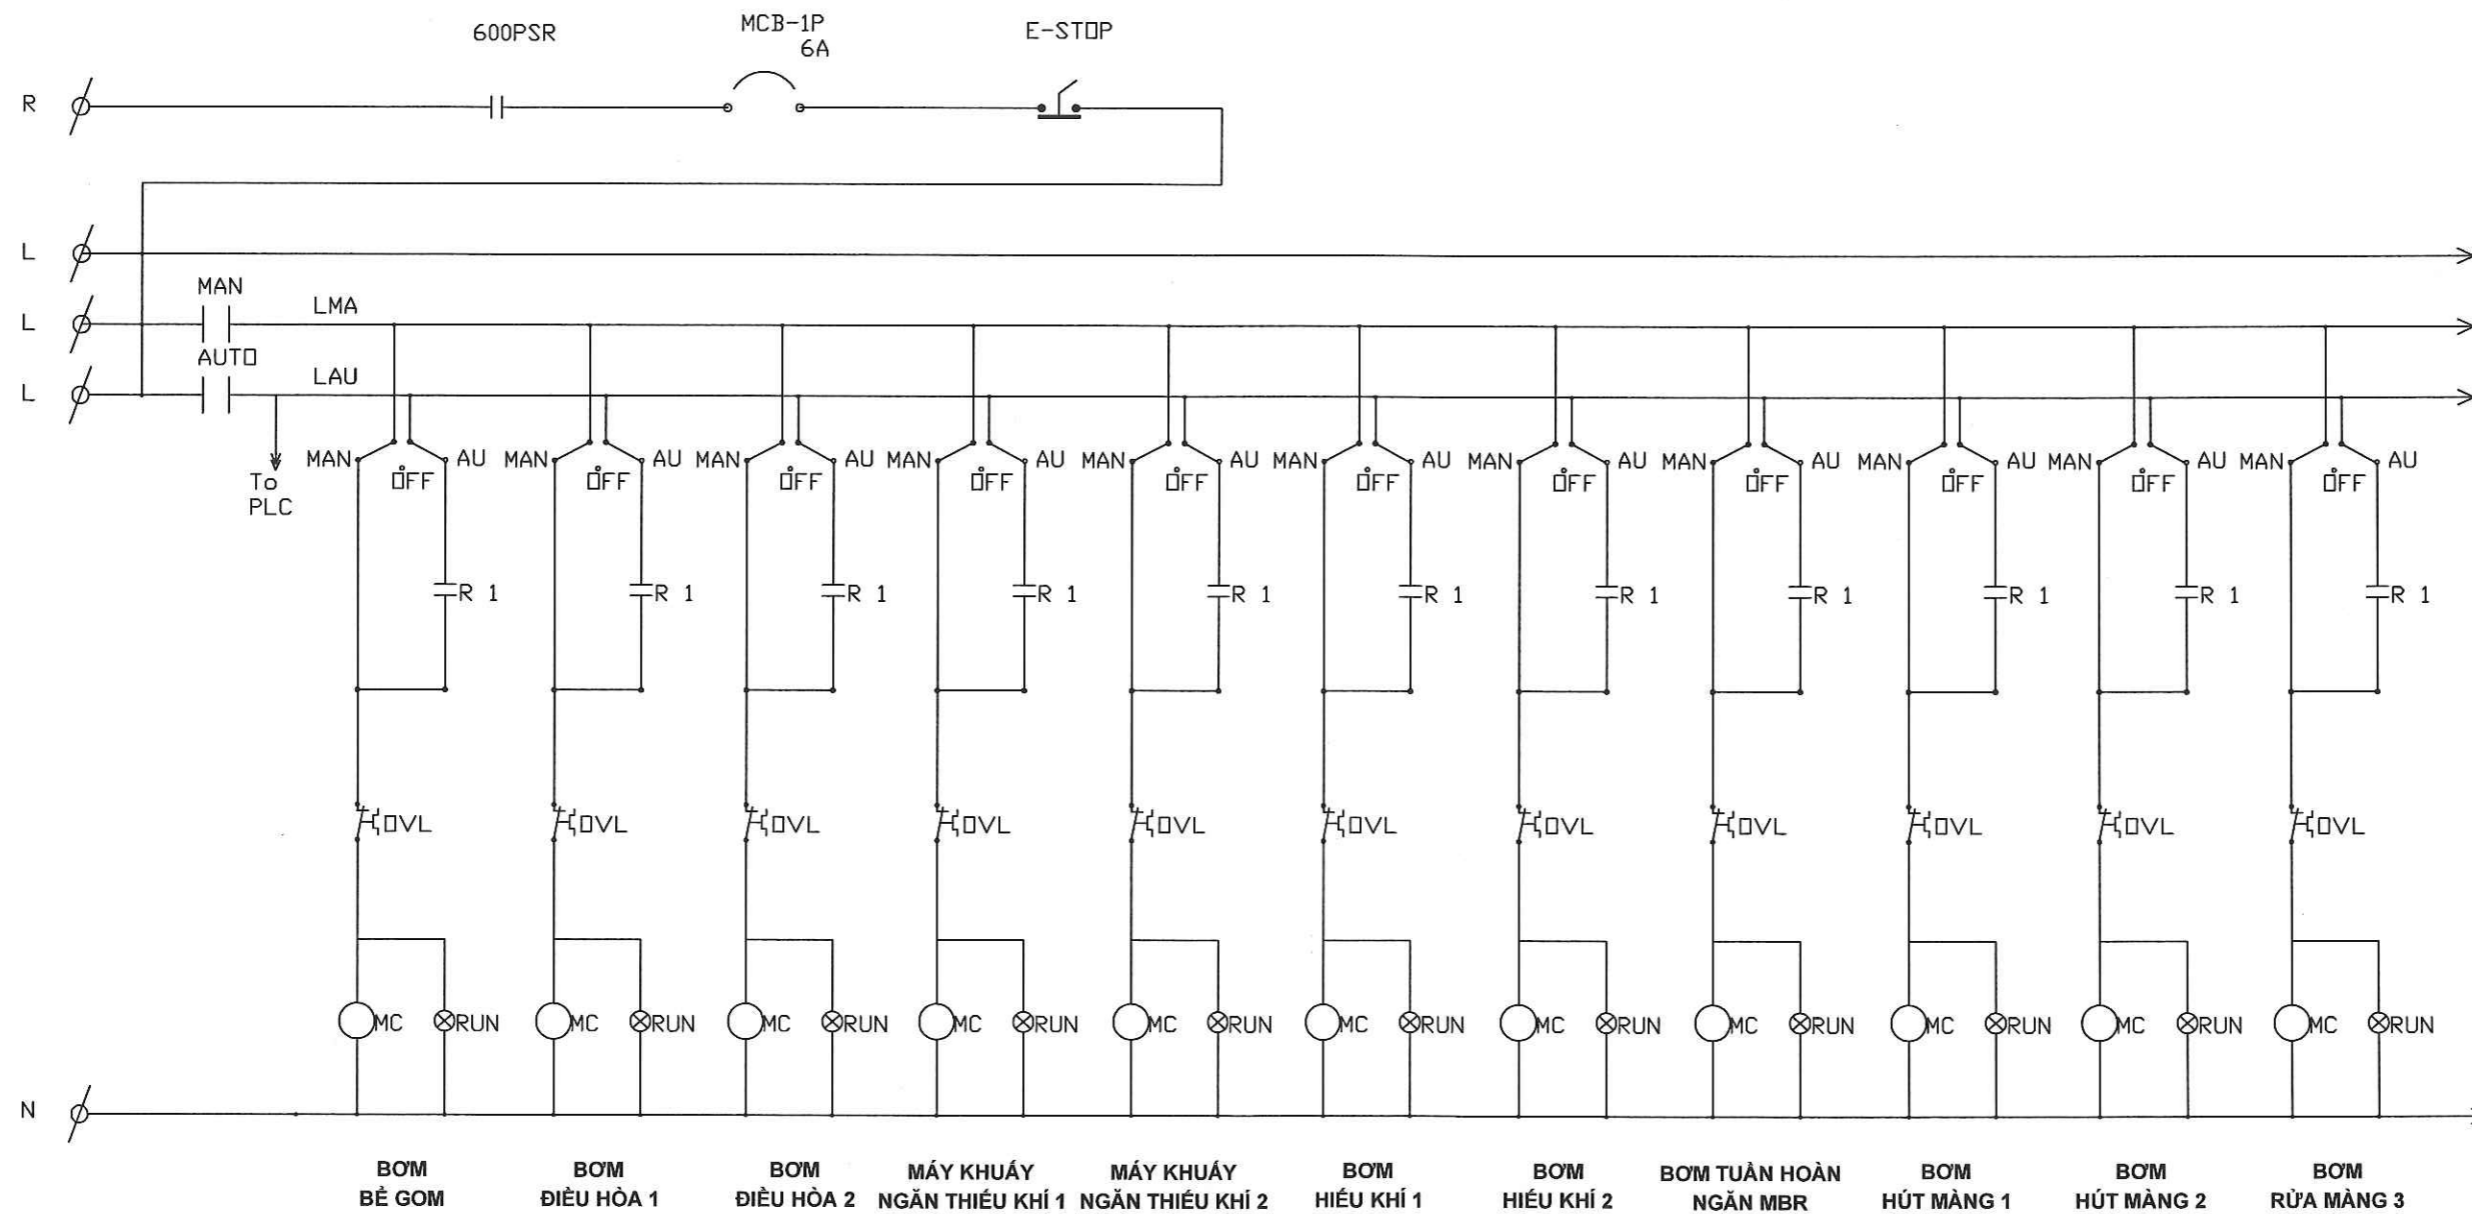 600PSR
MCB-1P
6A
E-STOP
R
L
MAN
L
LMA
AUTO
L
LAU
MAN OFF AU MAN OFF AU MAN OFF AU MAN OFF AU MAN OFF AU MAN OFF AU MAN OFF AU MAN OFF AU MAN OFF AU MAN OFF AU MAN OFF AU
To
PLC
R 1 R 1 R 1 R 1 R 1 R 1 R 1 R 1 R 1 R 1 R 1
OVL OVL OVL OVL OVL OVL OVL OVL OVL OVL OVL
MC RUN MC RUN MC RUN MC RUN MC RUN MC RUN MC RUN MC RUN MC RUN MC RUN MC RUN
N
BƠM
BỂ GOM
BƠM
ĐIỀU HÒA 1
BƠM
ĐIỀU HÒA 2
MÁY KHUẤY
NGĂN THIẾU KHÍ 1
MÁY KHUẤY
NGĂN THIẾU KHÍ 2
BƠM
HIẾU KHÍ 1
BƠM
HIẾU KHÍ 2
BƠM TUẦN HOÀN
NGĂN MBR
BƠM
HÚT MÀNG 1
BƠM
HÚT MÀNG 2
BƠM
RỬA MÀNG 3